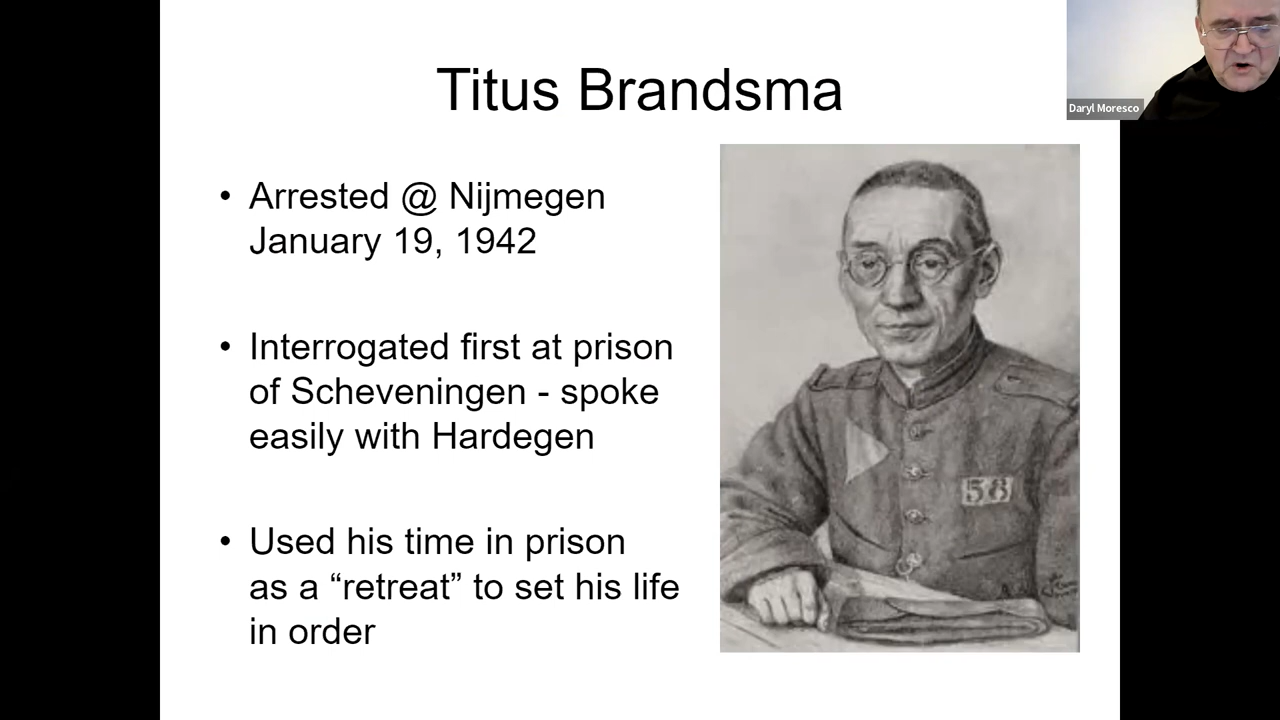 Titus Brandsma
Daryl Moresco
• Arrested @ Nijmegen
January 19, 1942
• Interrogated first at prison
of Scheveningen - spoke
easily with Hardegen
• Used his time in prison
as a “retreat” to set his life
in order
58